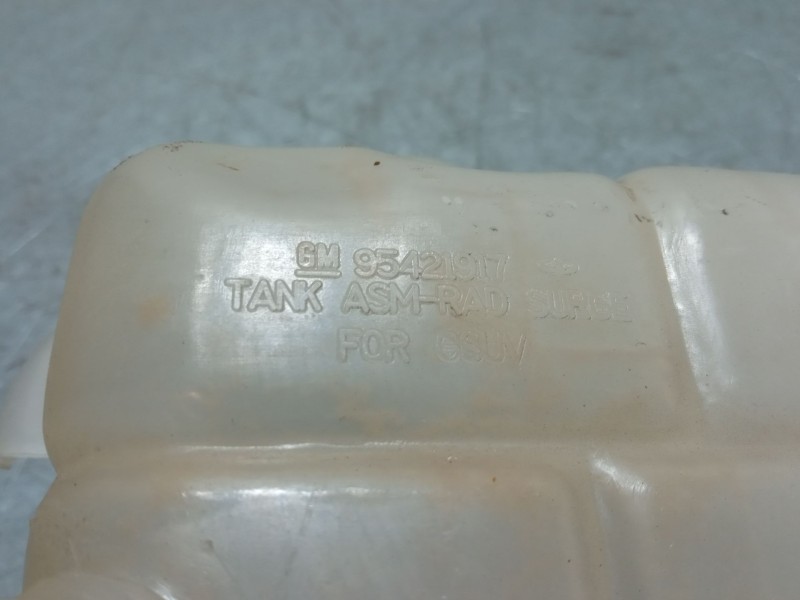 GM 95421917
TANK ASM-RAD SURGE
FOR GSUV